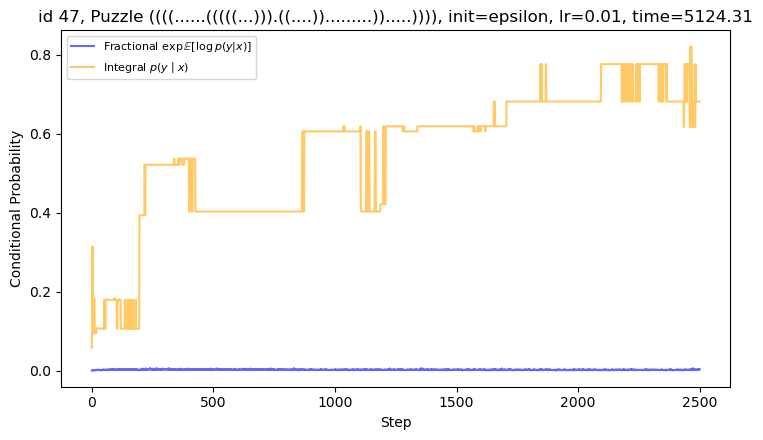 id 47, Puzzle ((((......(((((...))).((....)).........)).....)))), init=epsilon, lr=0.01, time=5124.31
Fractional exp𝔼[log p(y|x)]
Integral p(y | x)
Conditional Probability
0.8
0.6
0.4
0.2
0.0
0
500
1000
1500
2000
2500
Step